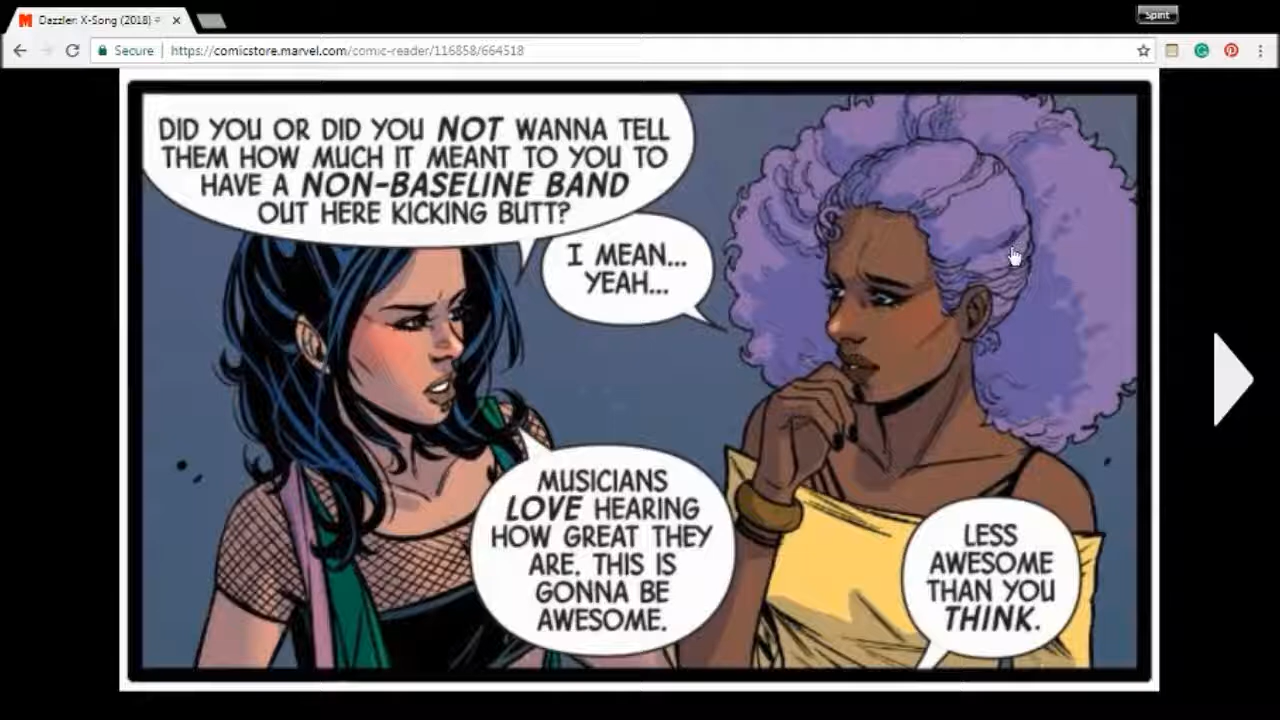 Dazzler: X-Song (2018)
Spint
Secure
https://comicstore.marvel.com/comic-reader/116858/664518
DID YOU OR DID YOU NOT WANNA TELL
THEM HOW MUCH IT MEANT TO YOU TO
HAVE A NON-BASELINE BAND
OUT HERE KICKING BUTT?
I MEAN...
YEAH...
MUSICIANS
LOVE HEARING
HOW GREAT THEY
ARE. THIS IS
GONNA BE
AWESOME.
LESS
AWESOME
THAN YOU
THINK.